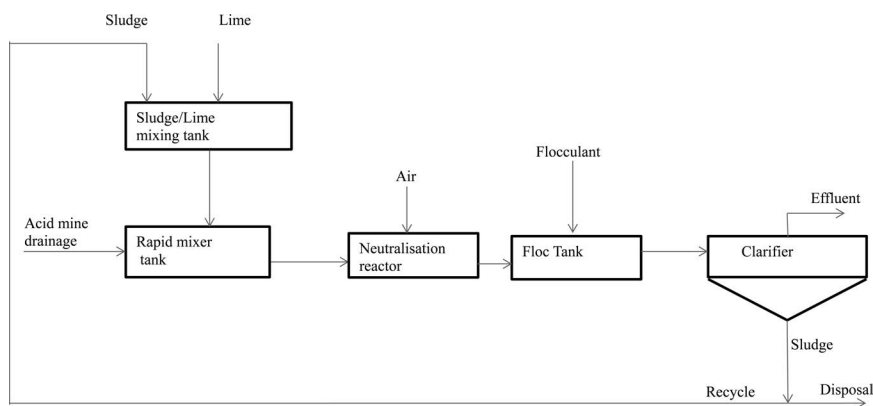 Sludge
Lime
Sludge/Lime
mixing tank
Flocculant
Air
Effluent
Acid mine
drainage
Rapid mixer
tank
Neutralisation
reactor
Floc Tank
Clarifier
Sludge
Recycle
Disposal